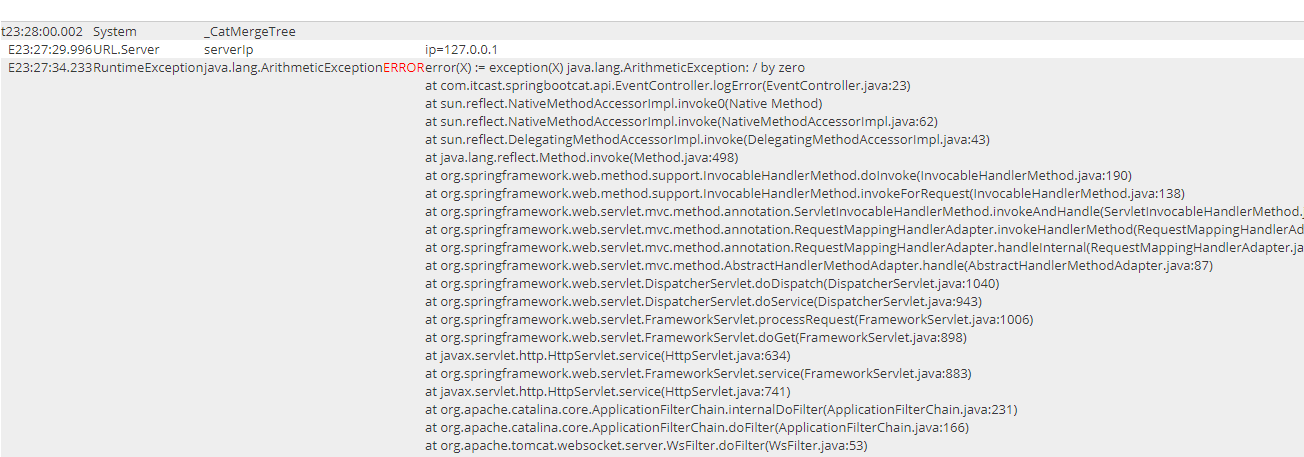 t23:28:00.002 System _CatMergeTree
E23:27:29.996URL.Server serverIp ip=127.0.0.1
E23:27:34.233RuntimeExceptionjava.lang.ArithmeticExceptionERRORerror(X) := exception(X) java.lang.ArithmeticException: / by zero
at com.itcast.springbootcat.api.EventController.logError(EventController.java:23)
at sun.reflect.NativeMethodAccessorImpl.invoke0(Native Method)
at sun.reflect.NativeMethodAccessorImpl.invoke(NativeMethodAccessorImpl.java:62)
at sun.reflect.DelegatingMethodAccessorImpl.invoke(DelegatingMethodAccessorImpl.java:43)
at java.lang.reflect.Method.invoke(Method.java:498)
at org.springframework.web.method.support.InvocableHandlerMethod.doInvoke(InvocableHandlerMethod.java:190)
at org.springframework.web.method.support.InvocableHandlerMethod.invokeForRequest(InvocableHandlerMethod.java:138)
at org.springframework.web.servlet.mvc.method.annotation.ServletInvocableHandlerMethod.invokeAndHandle(ServletInvocableHandlerMethod.j
at org.springframework.web.servlet.mvc.method.annotation.RequestMappingHandlerAdapter.invokeHandlerMethod(RequestMappingHandlerAd
at org.springframework.web.servlet.mvc.method.annotation.RequestMappingHandlerAdapter.handleInternal(RequestMappingHandlerAdapter.ja
at org.springframework.web.servlet.mvc.method.AbstractHandlerMethodAdapter.handle(AbstractHandlerMethodAdapter.java:87)
at org.springframework.web.servlet.DispatcherServlet.doDispatch(DispatcherServlet.java:1040)
at org.springframework.web.servlet.DispatcherServlet.doService(DispatcherServlet.java:943)
at org.springframework.web.servlet.FrameworkServlet.processRequest(FrameworkServlet.java:1006)
at org.springframework.web.servlet.FrameworkServlet.doGet(FrameworkServlet.java:898)
at javax.servlet.http.HttpServlet.service(HttpServlet.java:634)
at org.springframework.web.servlet.FrameworkServlet.service(FrameworkServlet.java:883)
at javax.servlet.http.HttpServlet.service(HttpServlet.java:741)
at org.apache.catalina.core.ApplicationFilterChain.internalDoFilter(ApplicationFilterChain.java:231)
at org.apache.catalina.core.ApplicationFilterChain.doFilter(ApplicationFilterChain.java:166)
at org.apache.tomcat.websocket.server.WsFilter.doFilter(WsFilter.java:53)